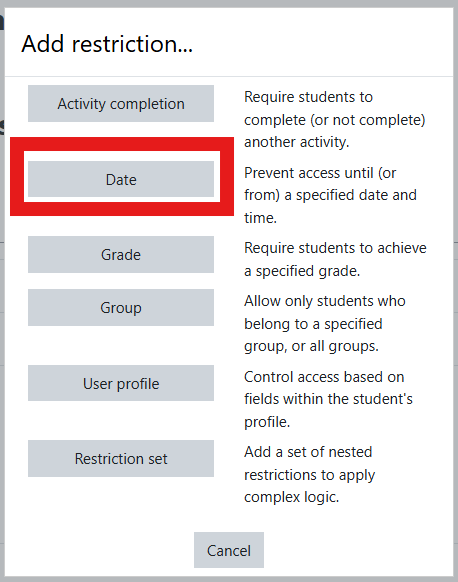 Add restriction...
Activity completion
Require students to
complete (or not complete)
another activity.
Date
Prevent access until (or
from) a specified date and
time.
Grade
Require students to achieve
a specified grade.
Group
Allow only students who
belong to a specified
group, or all groups.
User profile
Control access based on
fields within the student's
profile.
Restriction set
Add a set of nested
restrictions to apply
complex logic.
Cancel